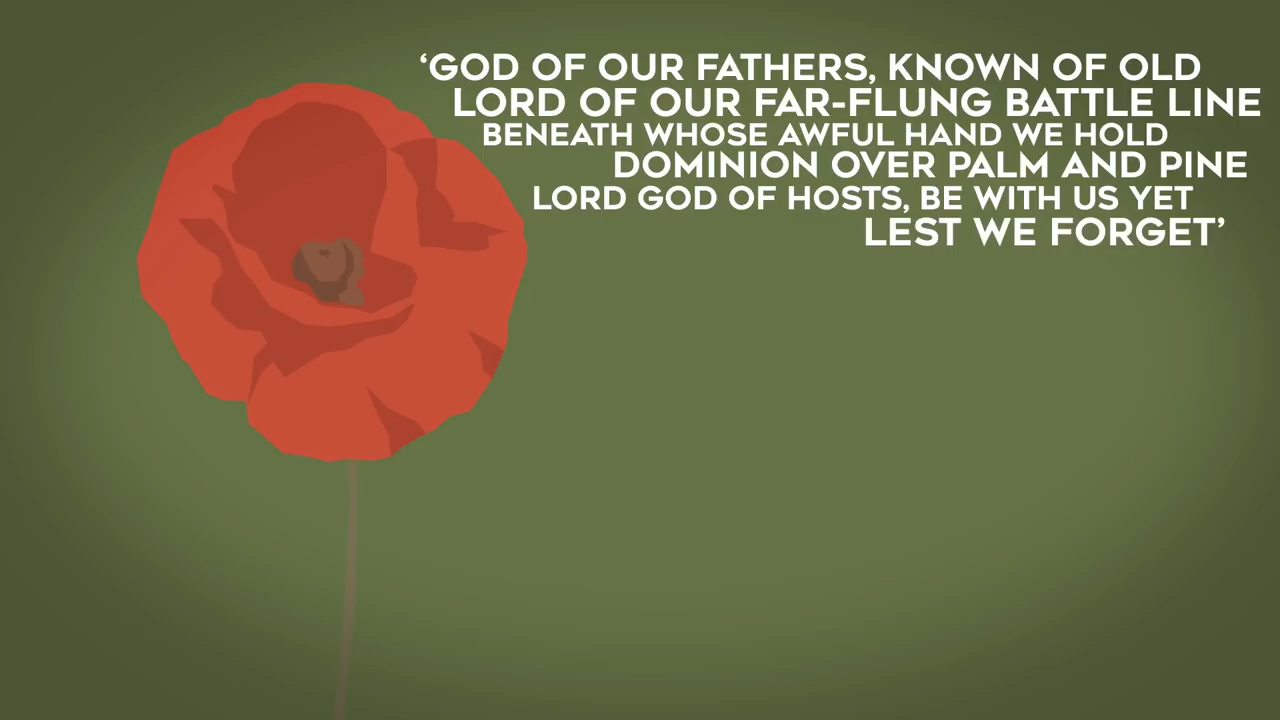 ‘GOD OF OUR FATHERS, KNOWN OF OLD
LORD OF OUR FAR-FLUNG BATTLE LINE
BENEATH WHOSE AWFUL HAND WE HOLD
DOMINION OVER PALM AND PINE
LORD GOD OF HOSTS, BE WITH US YET
LEST WE FORGET’